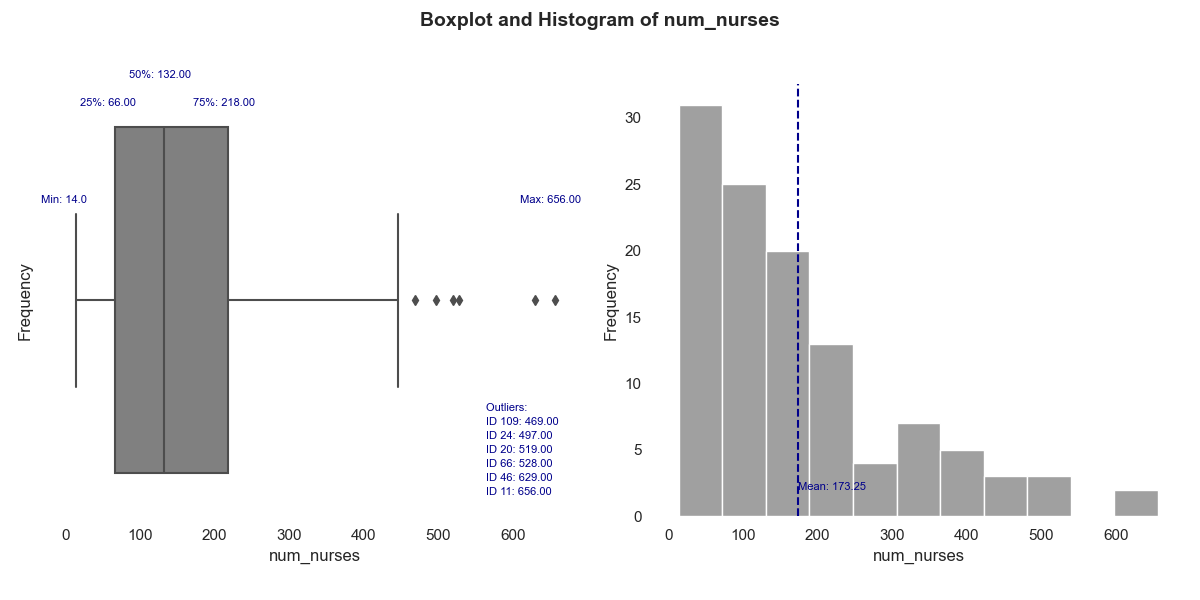 Boxplot and Histogram of num_nurses
50%: 132.00
25%: 66.00
75%: 218.00
Min: 14.0
Max: 656.00
Frequency
Outliers:
ID 109: 469.00
ID 24: 497.00
ID 20: 519.00
ID 66: 528.00
ID 46: 629.00
ID 11: 656.00
0 100 200 300 400 500 600
num_nurses
30
25
20
15
10
5
0
Frequency
Mean: 173.25
0 100 200 300 400 500 600
num_nurses